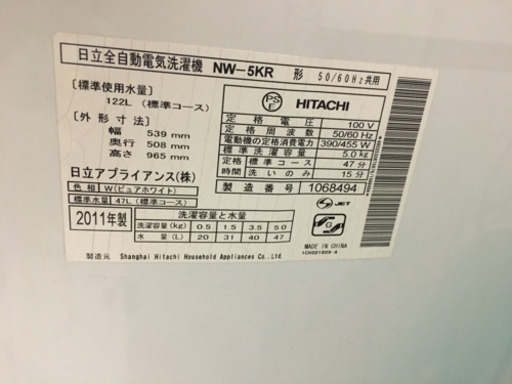 日立全自動電気洗濯機 NW-5KR 形 50/60Hz共用
〔標準使用水量〕
122L (標準コース)
〔外形寸法〕
幅 539 mm
奥行 508 mm
高さ 965 mm
日立アプライアンス(株)
色相 W(ピュアホワイト)
標準水量 47L(標準コース)
PS E HITACHI
定格電圧 100 V
定格周波数 50/60 Hz
電動機の定格消費電力 390/455 W
標準洗濯容量 5.0kg
定格 標準コース 47分
時間 洗いのみ 15分
製造番号 1068494
2011年製
洗濯容量と水量
洗濯容量(kg) 0.5 1.5 3.5 5.0
水量(L) 20 31 40 47
S JET
MADE IN CHINA
製造元 Shanghai Hitachi Household Appliances Co., Ltd.